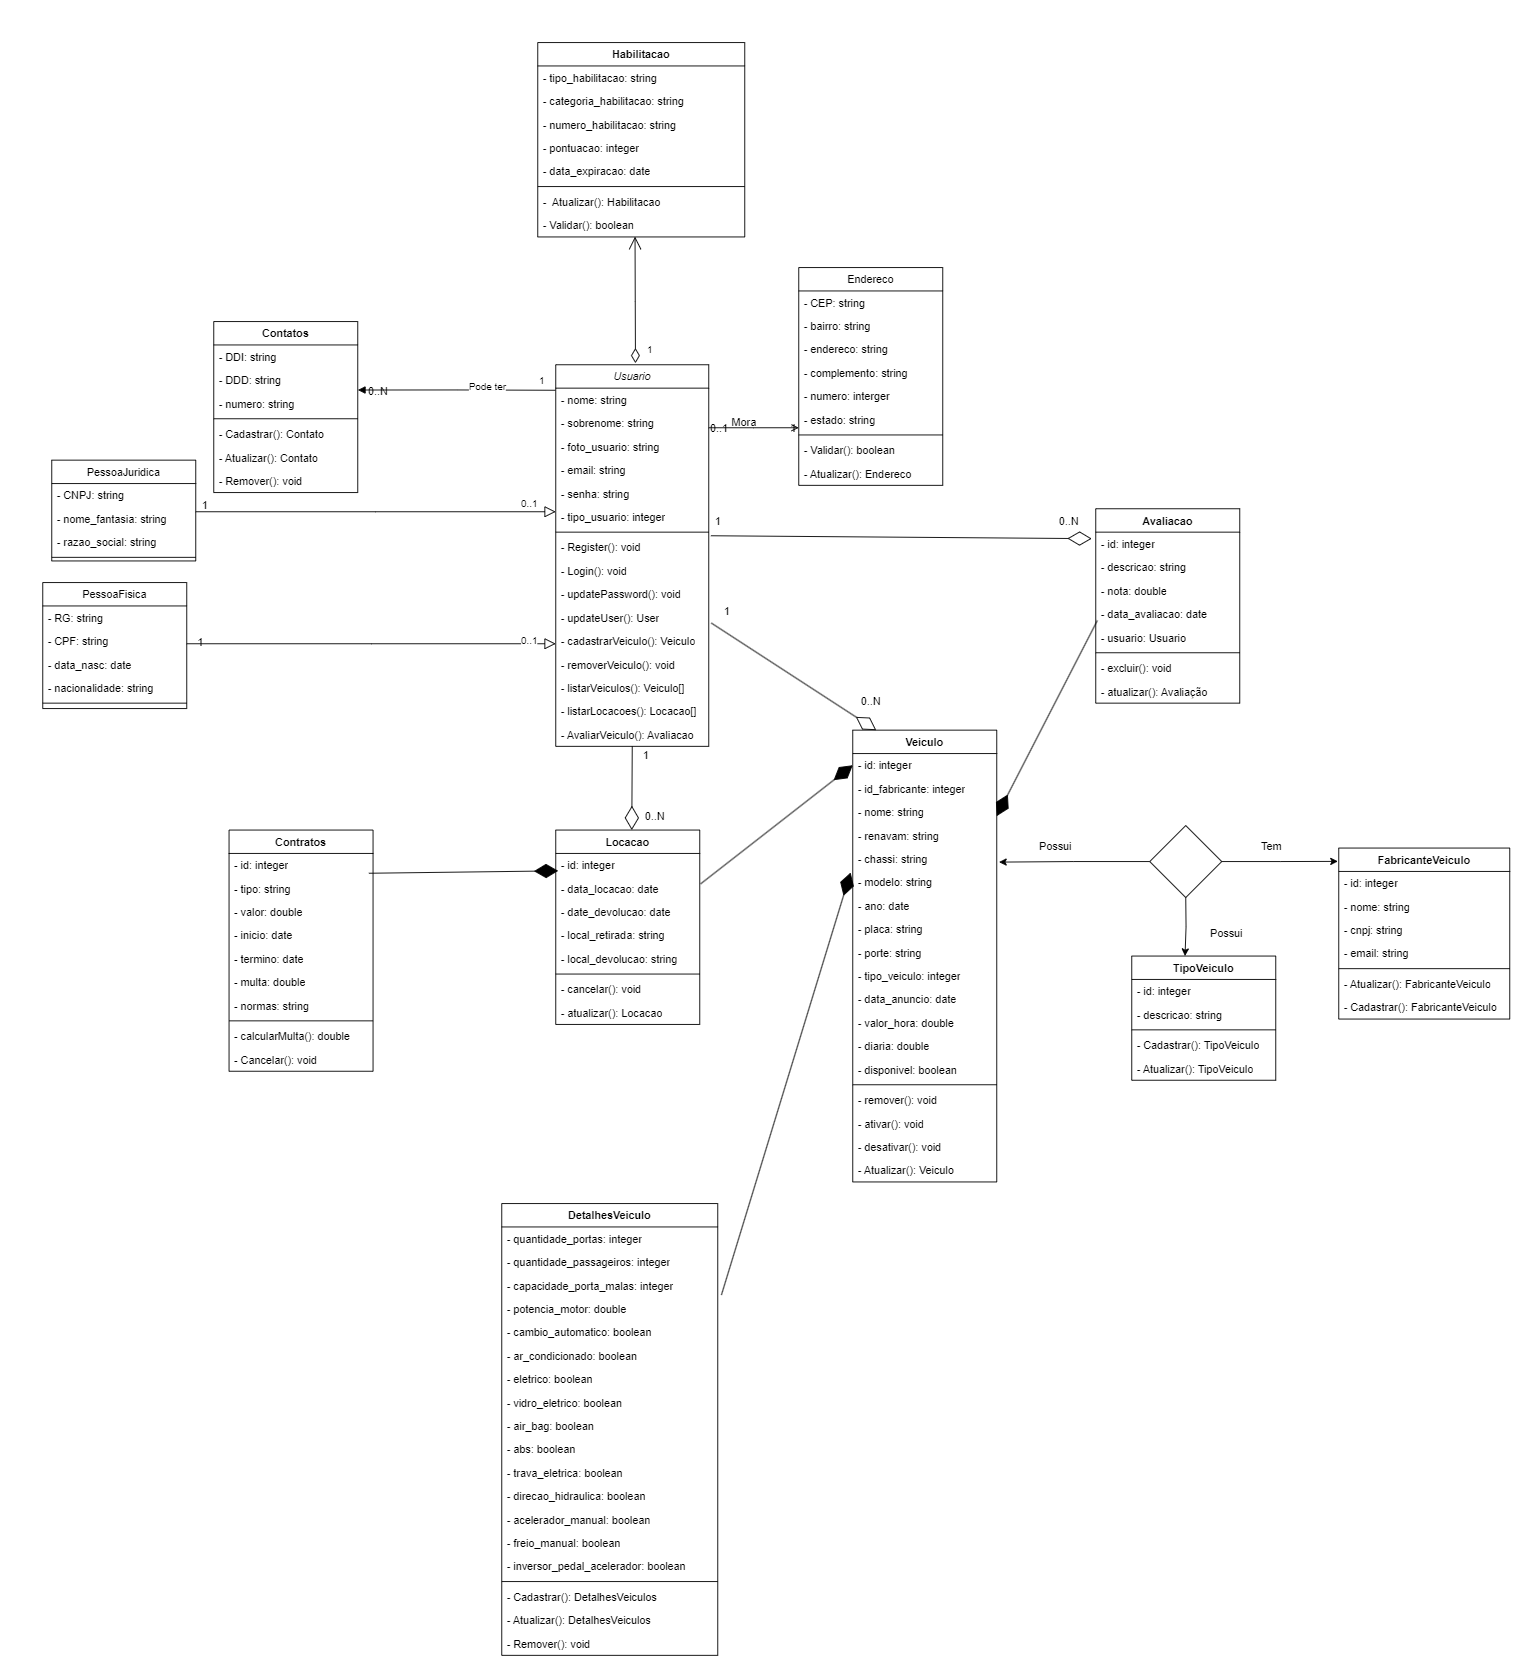 Habilitacao
- tipo_habilitacao: string
- categoria_habilitacao: string
- numero_habilitacao: string
- pontuacao: integer
- data_expiracao: date
- Atualizar(): Habilitacao
- Validar(): boolean
1
Endereco
- CEP: string
- bairro: string
- endereco: string
- complemento: string
- numero: interger
- estado: string
- Validar(): boolean
- Atualizar(): Endereco
Contatos
- DDI: string
- DDD: string
- numero: string
- Cadastrar(): Contato
- Atualizar(): Contato
- Remover(): void
0..N
Pode ter
1
Usuario
- nome: string
- sobrenome: string
- foto_usuario: string
- email: string
- senha: string
- tipo_usuario: integer
- Register(): void
- Login(): void
- updatePassword(): void
- updateUser(): User
- cadastrarVeiculo(): Veiculo
- removerVeiculo(): void
- listarVeiculos(): Veiculo[]
- listarLocacoes(): Locacao[]
- AvaliarVeiculo(): Avaliacao
0..1
Mora
1
PessoaJuridica
- CNPJ: string
- nome_fantasia: string
- razao_social: string
1
0..1
PessoaFisica
- RG: string
- CPF: string
- data_nasc: date
- nacionalidade: string
1
0..1
1
0..N
Avaliacao
- id: integer
- descricao: string
- nota: double
- data_avaliacao: date
- usuario: Usuario
- excluir(): void
- atualizar(): Avaliação
1
0..N
1
0..N
Veiculo
- id: integer
- id_fabricante: integer
- nome: string
- renavam: string
- chassi: string
- modelo: string
- ano: date
- placa: string
- porte: string
- tipo_veiculo: integer
- data_anuncio: date
- valor_hora: double
- diaria: double
- disponivel: boolean
- remover(): void
- ativar(): void
- desativar(): void
- Atualizar(): Veiculo
Contratos
- id: integer
- tipo: string
- valor: double
- inicio: date
- termino: date
- multa: double
- normas: string
- calcularMulta(): double
- Cancelar(): void
Locacao
- id: integer
- data_locacao: date
- date_devolucao: date
- local_retirada: string
- local_devolucao: string
- cancelar(): void
- atualizar(): Locacao
Possui
Tem
Possui
FabricanteVeiculo
- id: integer
- nome: string
- cnpj: string
- email: string
- Atualizar(): FabricanteVeiculo
- Cadastrar(): FabricanteVeiculo
TipoVeiculo
- id: integer
- descricao: string
- Cadastrar(): TipoVeiculo
- Atualizar(): TipoVeiculo
DetalhesVeiculo
- quantidade_portas: integer
- quantidade_passageiros: integer
- capacidade_porta_malas: integer
- potencia_motor: double
- cambio_automatico: boolean
- ar_condicionado: boolean
- eletrico: boolean
- vidro_eletrico: boolean
- air_bag: boolean
- abs: boolean
- trava_eletrica: boolean
- direcao_hidraulica: boolean
- acelerador_manual: boolean
- freio_manual: boolean
- inversor_pedal_acelerador: boolean
- Cadastrar(): DetalhesVeiculos
- Atualizar(): DetalhesVeiculos
- Remover(): void